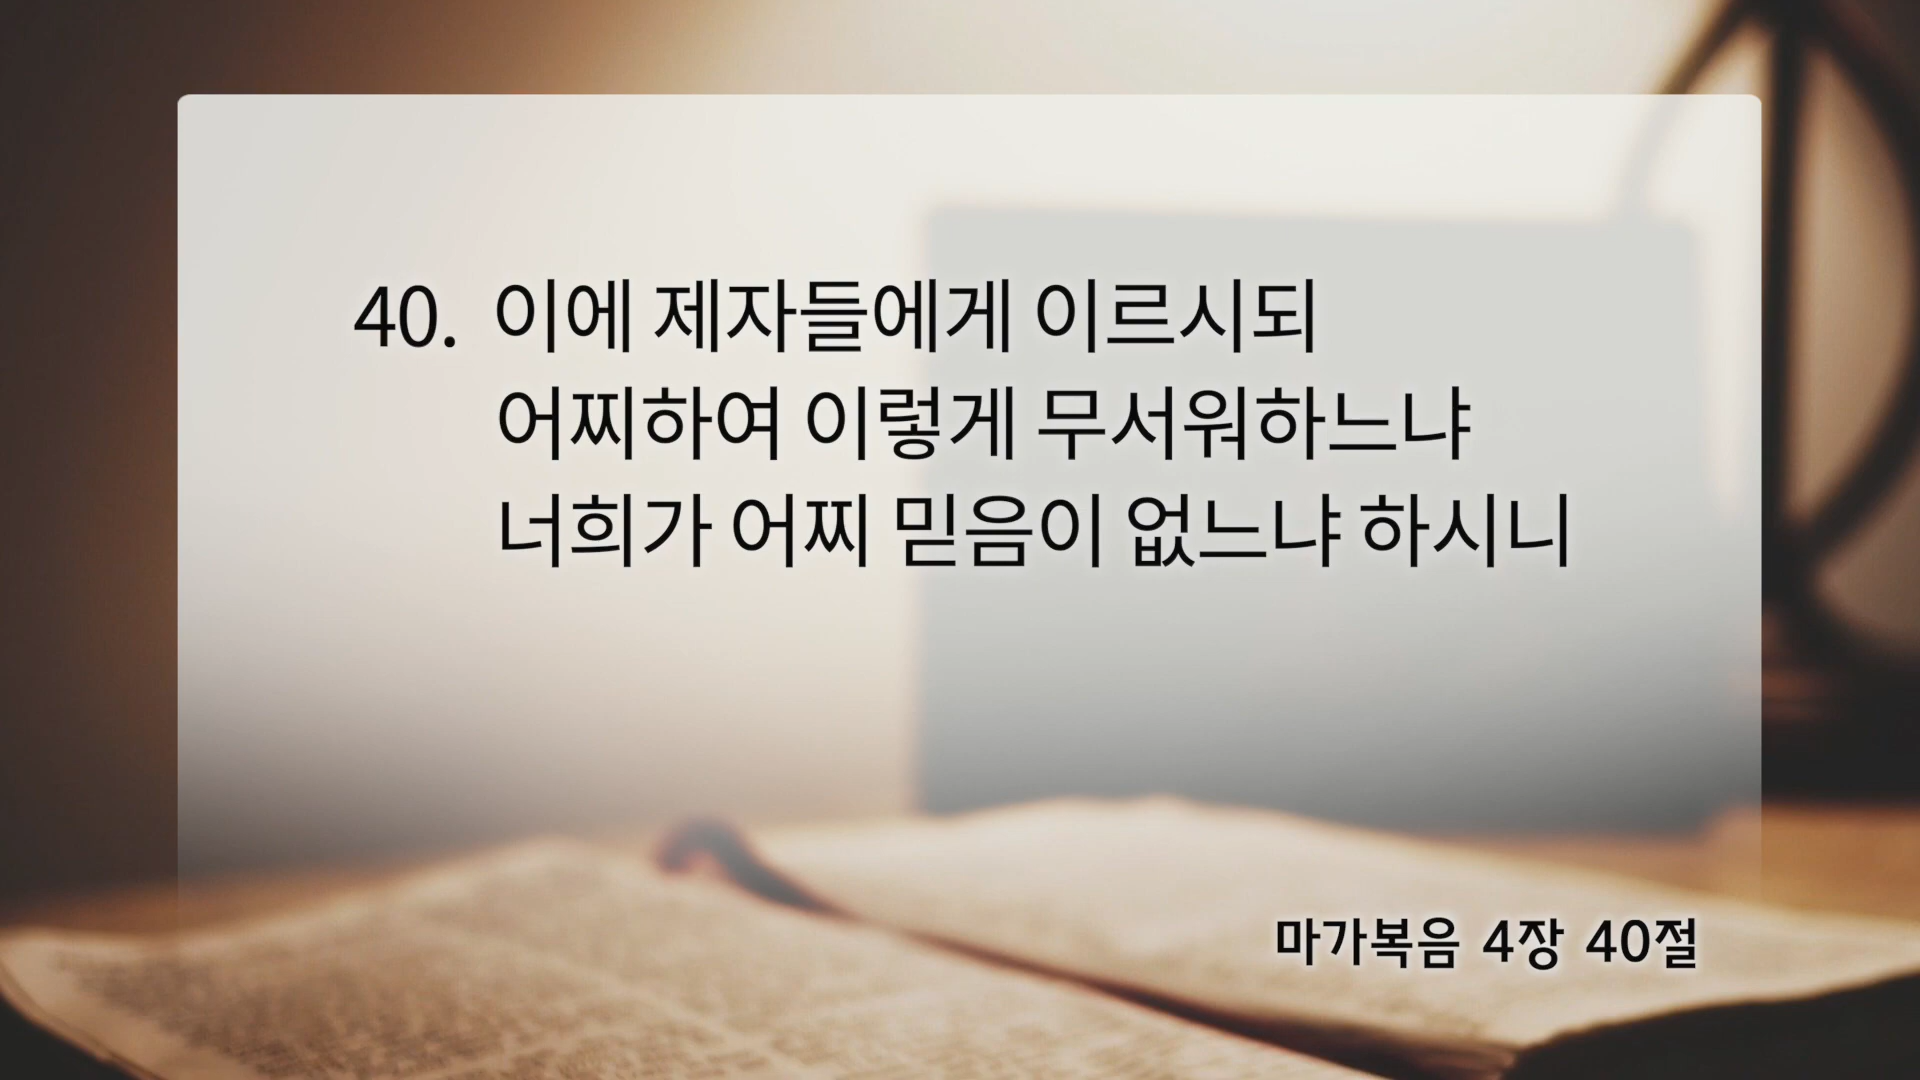 40. 이에 제자들에게 이르시되
어찌하여 이렇게 무서워하느냐
너희가 어찌 믿음이 없느냐 하시니
마가복음 4장 40절